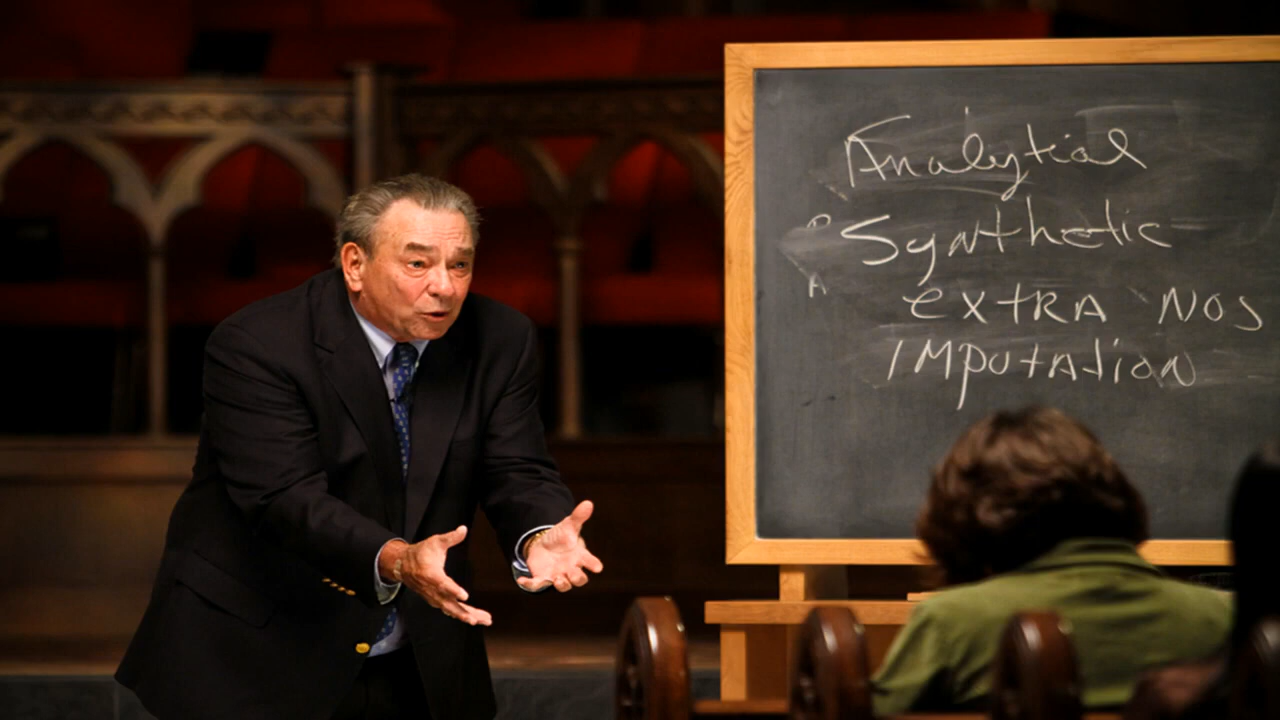 Analytical
P Synthetic
A
EXTRA NOS
IMPUTATION